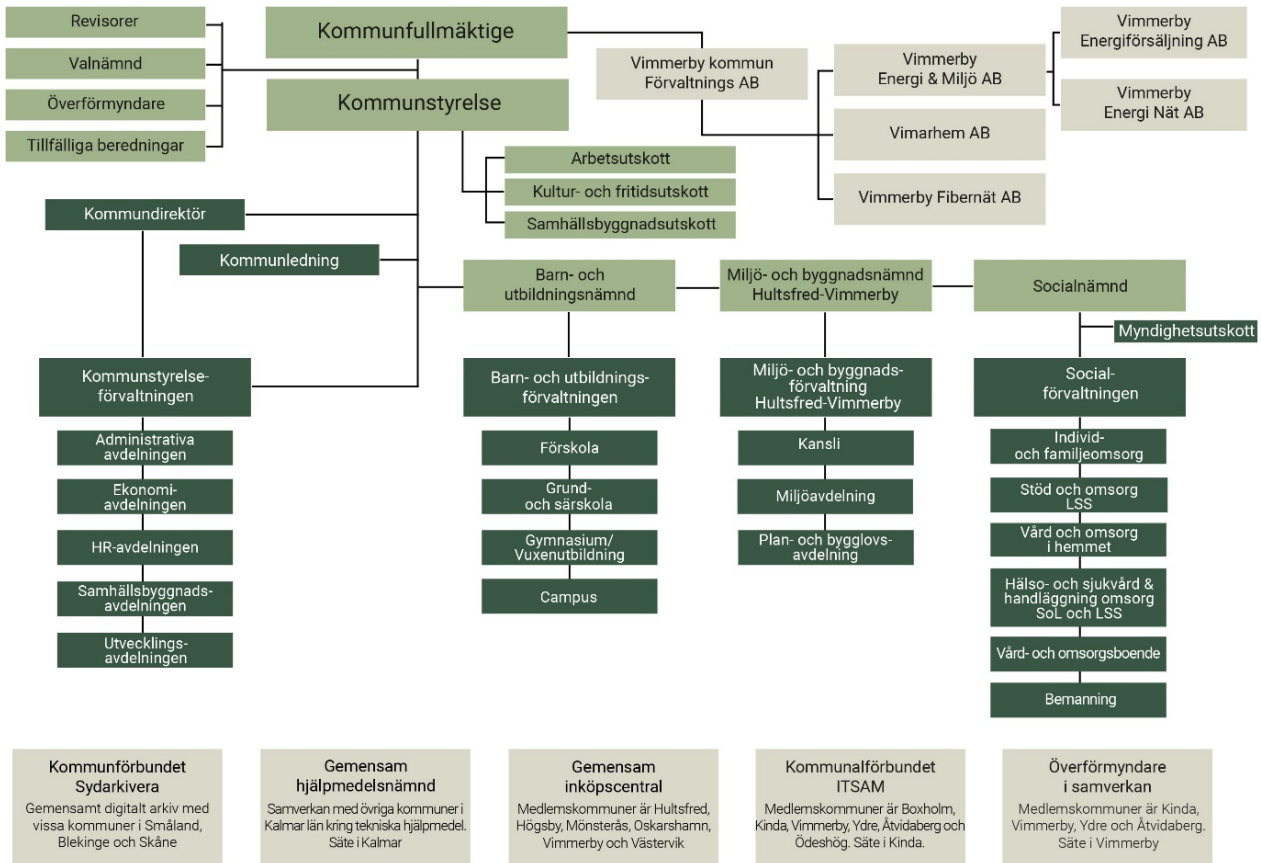 Revisorer
Valnämnd
Överförmyndare
Tillfälliga beredningar
Kommunfullmäktige
Kommunstyrelse
Vimmerby kommun
Förvaltnings AB
Vimmerby
Energi & Miljö AB
Vimarhem AB
Vimmerby Fibernät AB
Vimmerby
Energiförsäljning AB
Vimmerby
Energi Nät AB
Arbetsutskott
Kultur- och fritidsutskott
Samhällsbyggnadsutskott
Kommundirektör
Kommunledning
Barn- och
utbildningsnämnd
Miljö- och byggnadsnämnd
Hultsfred-Vimmerby
Socialnämnd
Myndighetsutskott
Kommunstyrelse-
förvaltningen
Administrativa
avdelningen
Ekonomi-
avdelningen
HR-avdelningen
Samhällsbyggnads-
avdelningen
Utvecklings-
avdelningen
Barn- och utbildnings-
förvaltningen
Förskola
Grund-
och särskola
Gymnasium/
Vuxenutbildning
Campus
Miljö- och byggnads-
förvaltning
Hultsfred-Vimmerby
Kansli
Miljöavdelning
Plan- och bygglovs-
avdelning
Social-
förvaltningen
Individ-
och familjeomsorg
Stöd och omsorg
LSS
Vård och omsorg
i hemmet
Hälso- och sjukvård &
handläggning omsorg
SoL och LSS
Vård- och omsorgsboende
Bemanning
Kommunförbundet
Sydarkivera
Gemensamt digitalt arkiv med
vissa kommuner i Småland,
Blekinge och Skåne
Gemensam
hjälpmedelsnämnd
Samverkan med övriga kommuner i
Kalmar län kring tekniska hjälpmedel.
Säte i Kalmar
Gemensam
inköpscentral
Medlemskommuner är Hultsfred,
Högsby, Mönsterås, Oskarshamn,
Vimmerby och Västervik
Kommunalförbundet
ITSAM
Medlemskommuner är Boxholm,
Kinda, Vimmerby, Ydre, Åtvidaberg och
Ödeshög. Säte i Kinda.
Överförmyndare
i samverkan
Medlemskommuner är Kinda,
Vimmerby, Ydre och Åtvidaberg.
Säte i Vimmerby